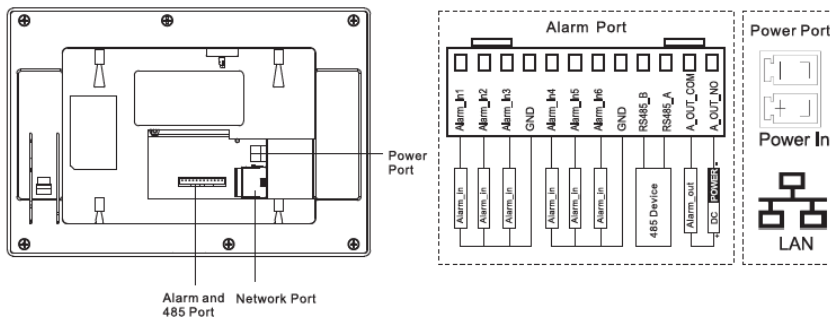 Power
Port
Alarm and
485 Port
Network Port
Alarm Port
Alarm_In1
Alarm_In2
Alarm_In3
GND
Alarm_In4
Alarm_In5
Alarm_In6
GND
RS485_B
RS485_A
A_OUT_COM
A_OUT_NO
Alarm_in
Alarm_in
Alarm_in
Alarm_in
Alarm_in
Alarm_in
485 Device
Alarm_out
+ DC POWER -
Power Port
-
+
Power In
LAN